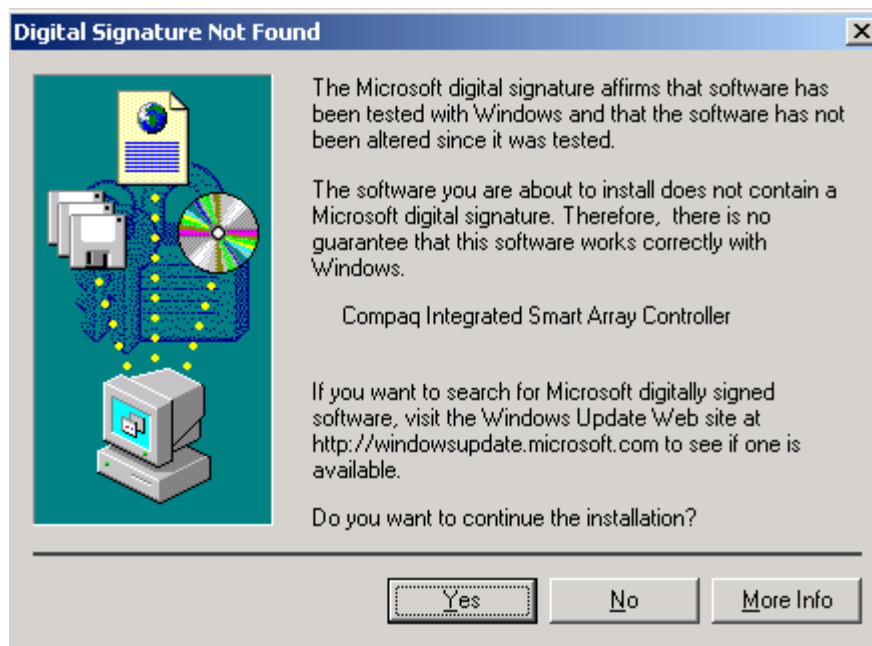 Digital Signature Not Found
The Microsoft digital signature affirms that software has
been tested with Windows and that the software has not
been altered since it was tested.
The software you are about to install does not contain a
Microsoft digital signature. Therefore,  there is no
guarantee that this software works correctly with
Windows.
Compaq Integrated Smart Array Controller
If you want to search for Microsoft digitally signed
software, visit the Windows Update Web site at
http://windowsupdate.microsoft.com to see if one is
available.
Do you want to continue the installation?
Yes
No
More Info